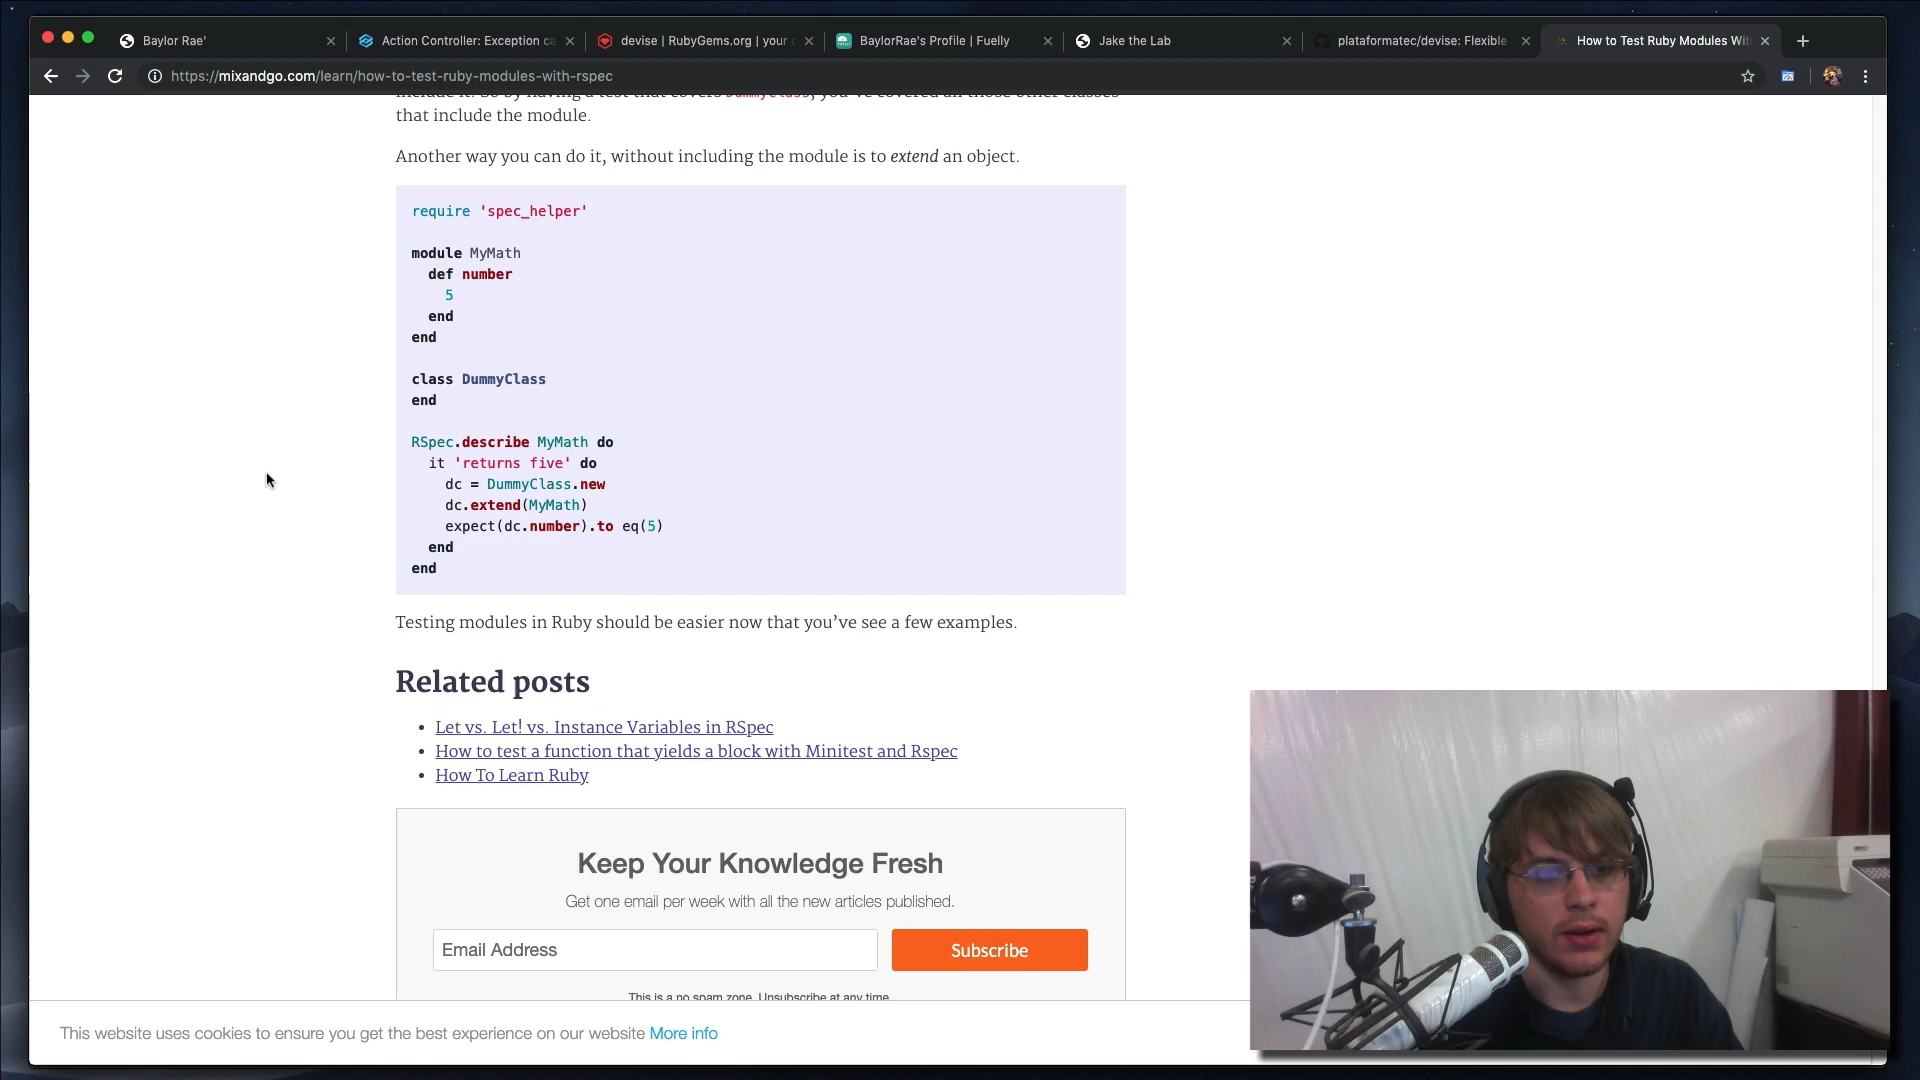 Baylor Rae'
Action Controller: Exception ca
devise | RubyGems.org | your c
BaylorRae's Profile | Fuelly
Jake the Lab
plataformatec/devise: Flexible
How to Test Ruby Modules Wit
https://mixandgo.com/learn/how-to-test-ruby-modules-with-rspec
include it. So by having a test that covers DummyClass, you've covered all those other classes
that include the module.
Another way you can do it, without including the module is to extend an object.
require 'spec_helper'
module MyMath
def number
5
end
end
class DummyClass
end
RSpec.describe MyMath do
it 'returns five' do
dc = DummyClass.new
dc.extend(MyMath)
expect(dc.number).to eq(5)
end
end
Testing modules in Ruby should be easier now that you've see a few examples.
Related posts
• Let vs. Let! vs. Instance Variables in RSpec
• How to test a function that yields a block with Minitest and Rspec
• How To Learn Ruby
Keep Your Knowledge Fresh
Get one email per week with all the new articles published.
Email Address
Subscribe
This is a no spam zone. Unsubscribe at any time
This website uses cookies to ensure you get the best experience on our website More info